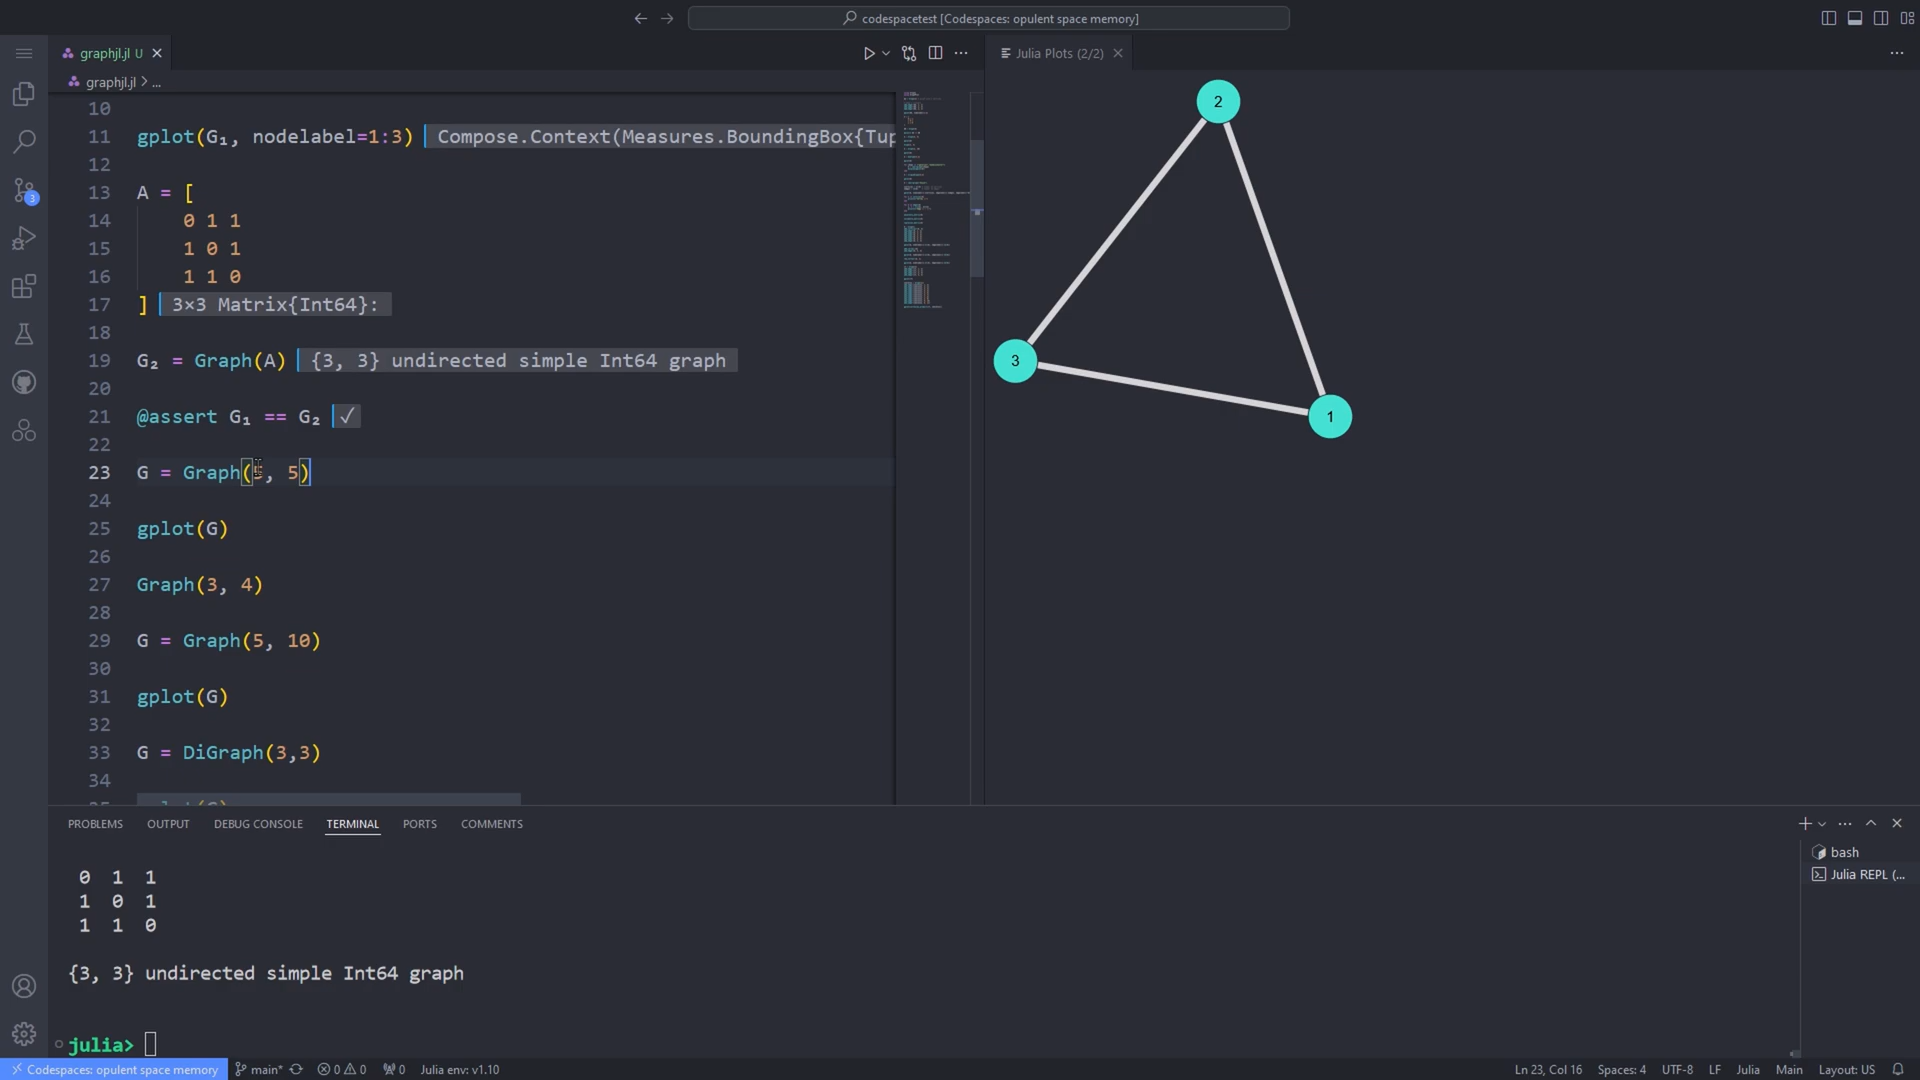 codespacetest [Codespaces: opulent space memory]
graphjl.jl U
Julia Plots (2/2)
graphjl.jl > ...
10
11 gplot(G₁, nodelabel=1:3) Compose.Context(Measures.BoundingBox{Tup
12
13 A = [
14 0 1 1
15 1 0 1
16 1 1 0
17 ] 3×3 Matrix{Int64}:
18
19 G₂ = Graph(A) {3, 3} undirected simple Int64 graph
20
21 @assert G₁ == G₂ ✓
22
23 G = Graph(5, 5)
24
25 gplot(G)
26
27 Graph(3, 4)
28
29 G = Graph(5, 10)
30
31 gplot(G)
32
33 G = DiGraph(3,3)
34
2
3
1
3
PROBLEMS OUTPUT DEBUG CONSOLE TERMINAL PORTS COMMENTS
0 1 1
1 0 1
1 1 0
{3, 3} undirected simple Int64 graph
julia>
bash
Julia REPL (...
Codespaces: opulent space memory main* 0 0 0 Julia env: v1.10 Ln 23, Col 16 Spaces: 4 UTF-8 LF Julia Main Layout: US